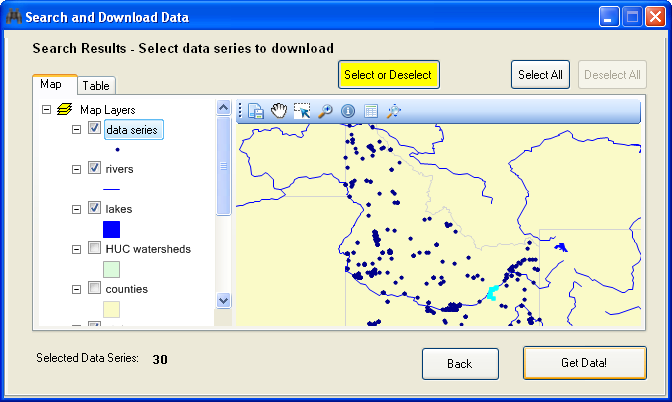 Search and Download Data
Search Results - Select data series to download
Select or Deselect
Select All
Deselect All
Map
Table
Map Layers
data series
rivers
lakes
HUC watersheds
counties
Selected Data Series: 30
Back
Get Data!